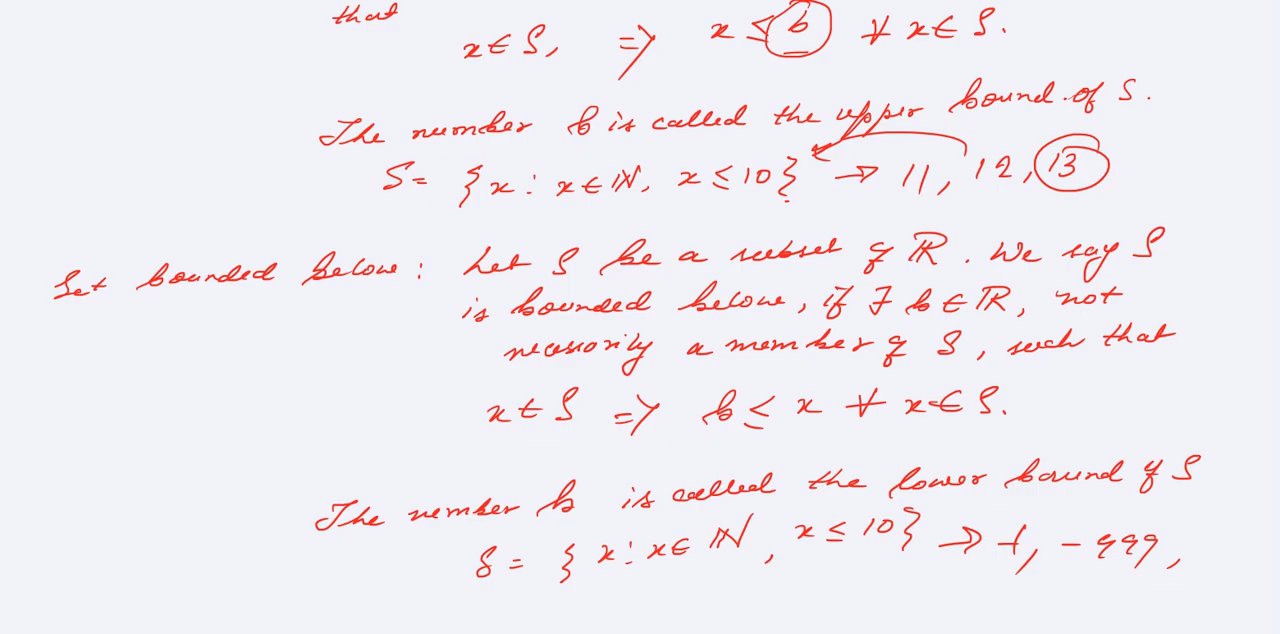 that
x ∈ S, => x ≤ b ∀ x ∈ S.
The number b is called the upper bound of S.
S = {x : x ∈ ℕ, x ≤ 10} → 11, 12, 13
Set bounded below : Let S be a subset of ℝ. We say S
is bounded below, if ∃ b ∈ ℝ, not
necessarily a member of S, such that
x ∈ S => b ≤ x ∀ x ∈ S.
The number b is called the lower bound of S
S = {x : x ∈ ℕ, x ≤ 10} → -1, -999,